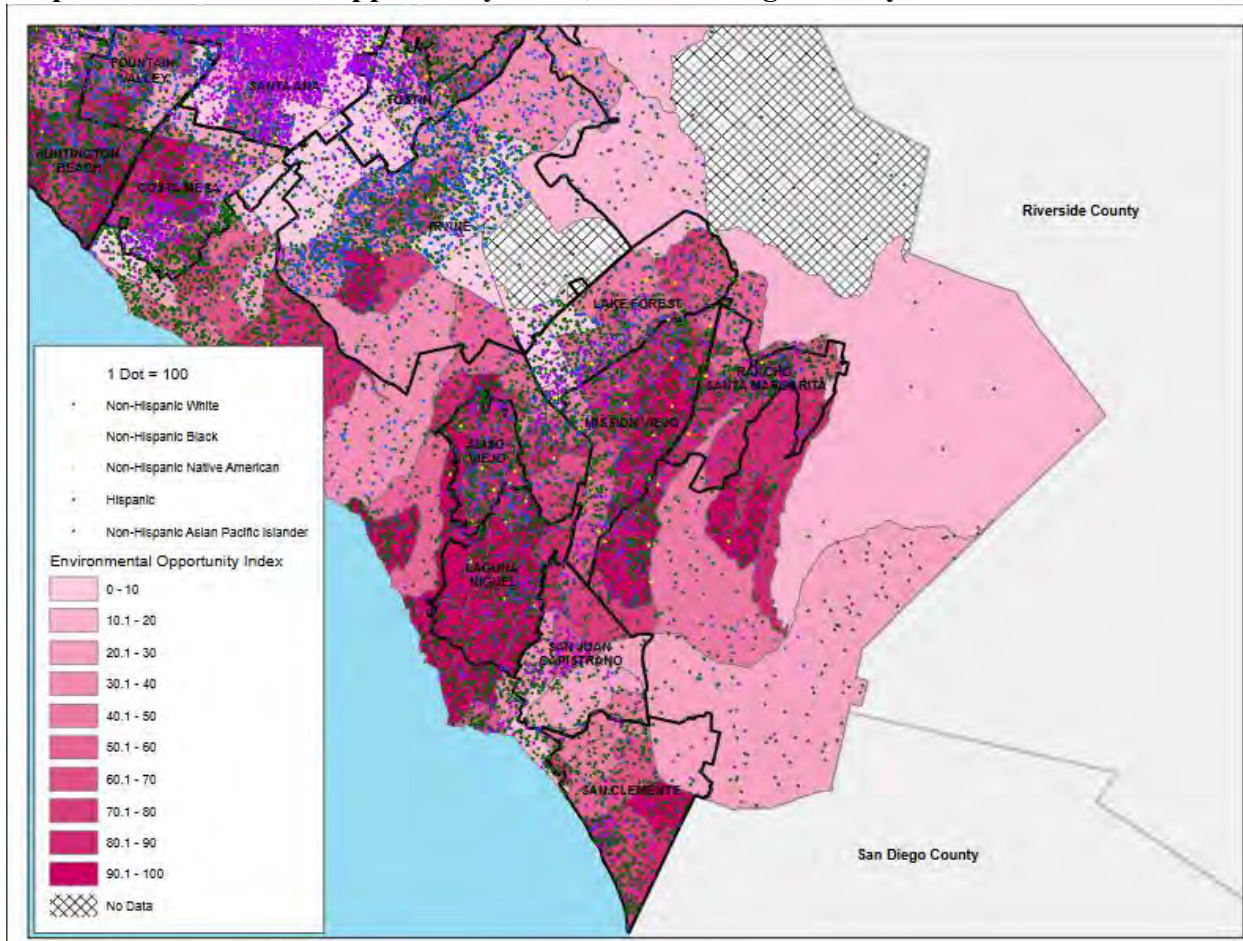 FOUNTAIN
VALLEY
SANTA ANA
TUSTIN
HUNTINGTON
BEACH
COSTA MESA
IRVINE
Riverside County
LAKE FOREST
RANCHO
SANTA MARGARITA
MISSION VIEJO
ALISO
VIEJO
LAGUNA
NIGUEL
SAN JUAN
CAPISTRANO
SAN CLEMENTE
San Diego County
1 Dot = 100
Non-Hispanic White
Non-Hispanic Black
Non-Hispanic Native American
Hispanic
Non-Hispanic Asian Pacific Islander
Environmental Opportunity Index
0 - 10
10.1 - 20
20.1 - 30
30.1 - 40
40.1 - 50
50.1 - 60
60.1 - 70
70.1 - 80
80.1 - 90
90.1 - 100
No Data